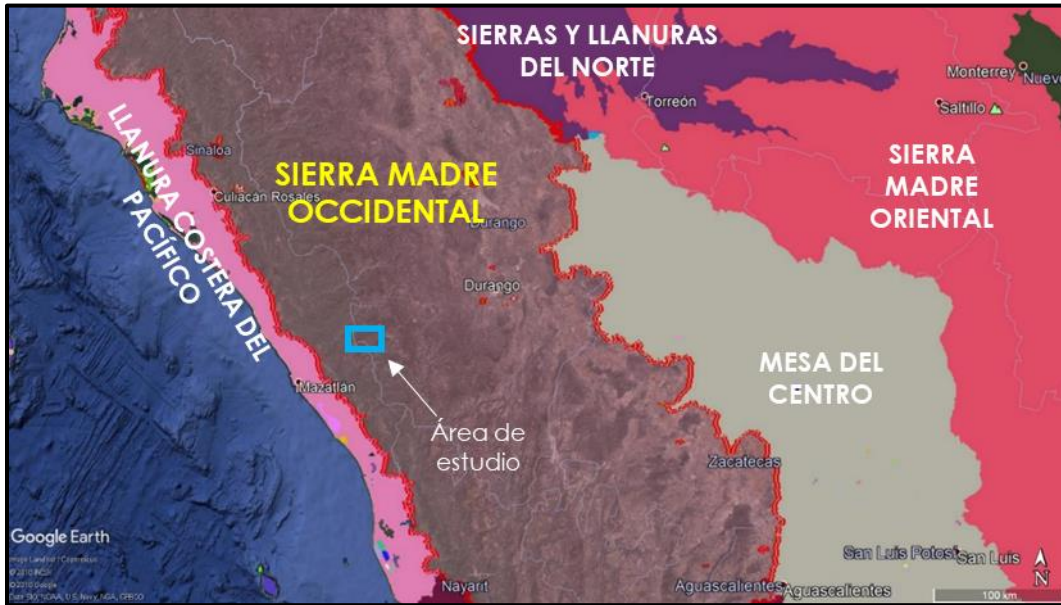 SIERRAS Y LLANURAS
DEL NORTE
Monterrey
Nuevo
Torreón
Saltillo
LLANURA COSTERA DEL
PACÍFICO
Sinaloa
SIERRA MADRE
OCCIDENTAL
Culiacán Rosales
Durango
SIERRA
MADRE
ORIENTAL
Durango
MESA DEL
CENTRO
Mazatlán
Área de
estudio
Zacatecas
Google Earth
San Luis Potosí
San Luis
N
Nayarit
Aguascalientes
Aguascalientes
100 km